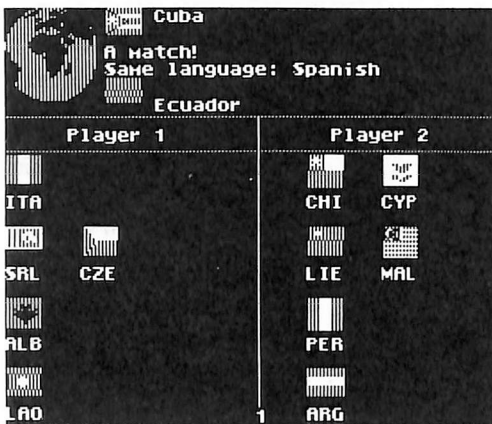 Cuba
A match!
Same language: Spanish
Ecuador
Player 1 Player 2
ITA CHI CYP
SRL CZE LIE MAL
ALB PER
LAO 1 ARG